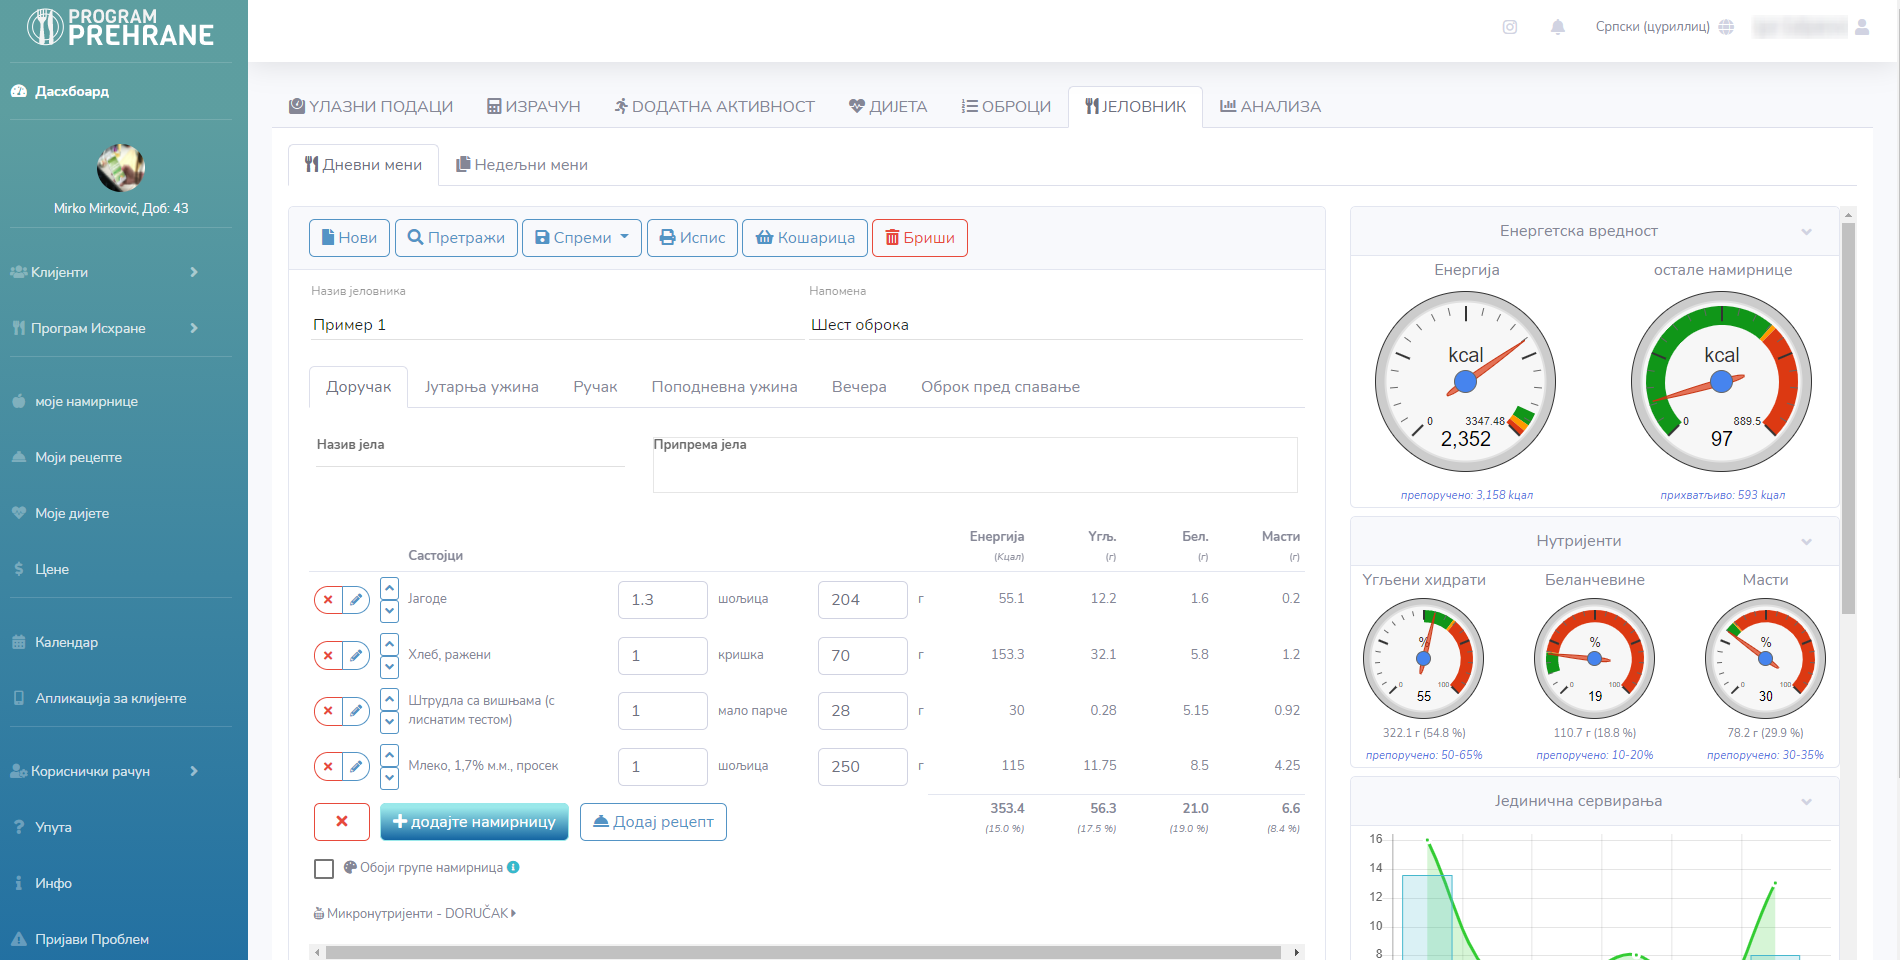 PROGRAM
PREHRANE
Српски (цуриллиц)
Дасхбоард
Mirko Mirković, Доб: 43
Клијенти
Програм Исхране
моје намирнице
Моји рецепте
Моје дијете
Цене
Календар
Апликација за клијенте
Кориснички рачун
Упута
Инфо
Пријави Проблем
УЛАЗНИ ПОДАЦИ
ИЗРАЧУН
DОДАТНА АКТИВНОСТ
ДИЈЕТА
ОБРОЦИ
ЈЕЛОВНИК
АНАЛИЗА
Дневни мени
Недељни мени
Нови
Претражи
Спреми
Испис
Кошарица
Бриши
Назив јеловника
Напомена
Пример 1
Шест оброка
Доручак
Јутарња ужина
Ручак
Поподневна ужина
Вечера
Оброк пред спавање
Назив јела
Припрема јела
Састојци
Енергија
(Kцал)
Угљ.
(г)
Бел.
(г)
Масти
(г)
Јагоде 1.3 шољица 204 г 55.1 12.2 1.6 0.2
Хлеб, ражени 1 кришка 70 г 153.3 32.1 5.8 1.2
Штрудла са вишњама (с
лиснатим тестом) 1 мало парче 28 г 30 0.28 5.15 0.92
Млеко, 1,7% м.м., просек 1 шољица 250 г 115 11.75 8.5 4.25
353.4 56.3 21.0 6.6
(15.0 %) (17.5 %) (19.0 %) (8.4 %)
додајте намирницу
Додај рецепт
Обоји групе намирница
Микронутријенти - DORUČAK
Енергетска вредност
Енергија
остале намирнице
kcal
0 3347.48
2,352
kcal
0 889.5
97
препоручено: 3,158 kцал
прихватљиво: 593 kцал
Нутријенти
Угљени хидрати
Беланчевине
Масти
%
0 100
55
%
0 100
19
%
0 100
30
322.1 г (54.8 %)
110.7 г (18.8 %)
78.2 г (29.9 %)
препоручено: 50-65%
препоручено: 10-20%
препоручено: 30-35%
Јединична сервирања
16
14
12
10
8